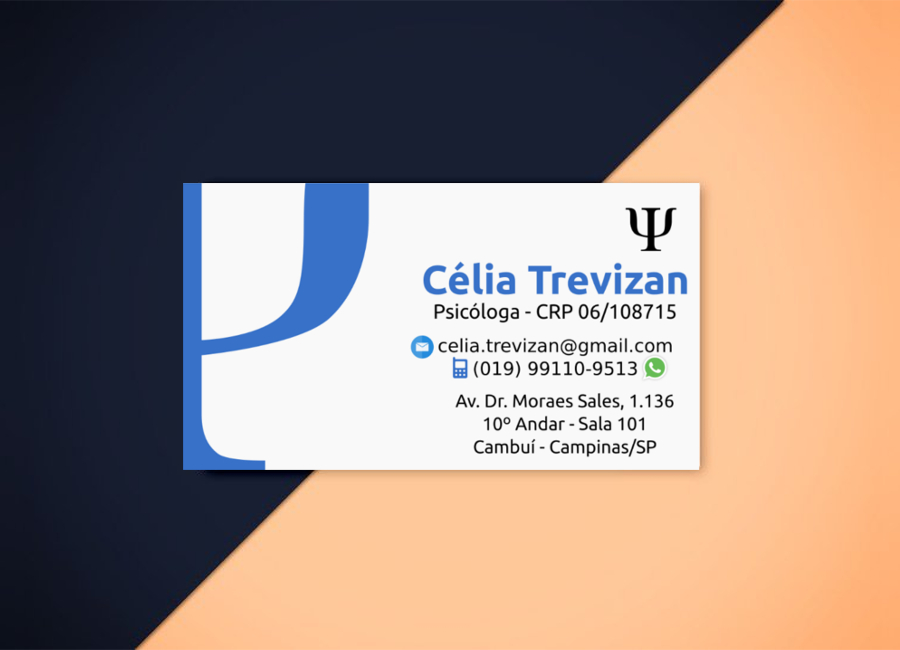 Ψ
Célia Trevizan
Psicóloga - CRP 06/108715
celia.trevizan@gmail.com
(019) 99110-9513
Av. Dr. Moraes Sales, 1.136
10º Andar - Sala 101
Cambuí - Campinas/SP